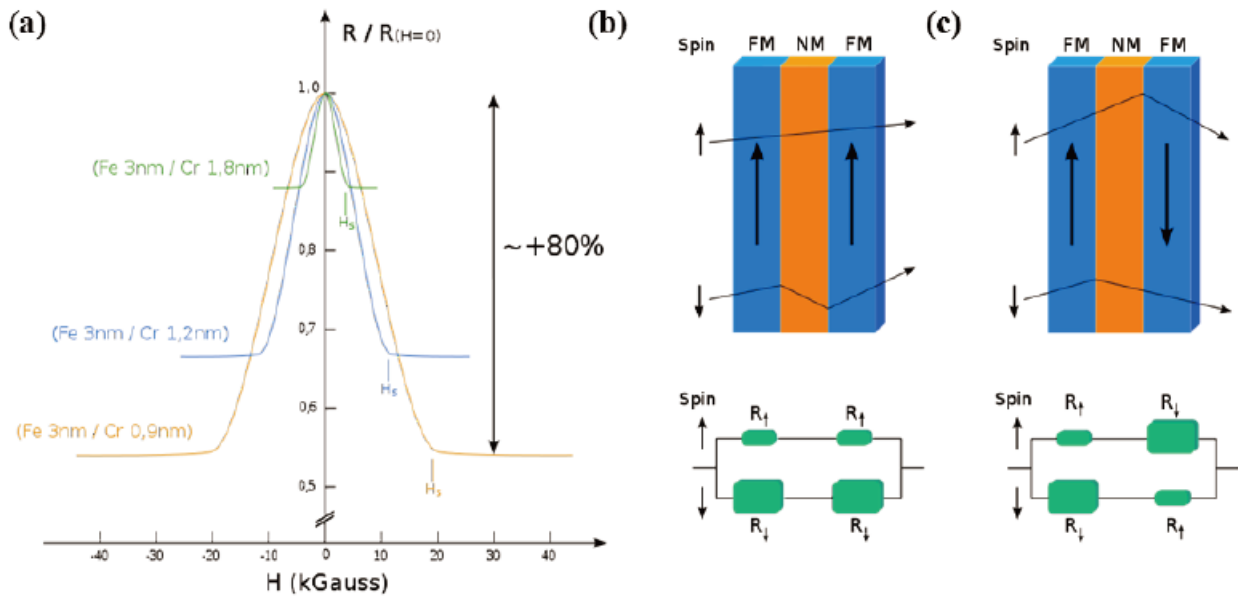 (a)
R / R(H=0)
1,0
(Fe 3nm / Cr 1,8nm)
Hs
0,8
~+80%
(Fe 3nm / Cr 1,2nm)
0,7
Hs
0,6
(Fe 3nm / Cr 0,9nm)
0,5
Hs
-40 -30 -20 -10 0 10 20 30 40
H (kGauss)
(b)
Spin FM NM FM
Spin
R↑ R↑
R↓ R↓
(c)
Spin FM NM FM
Spin
R↑ R↓
R↓ R↑